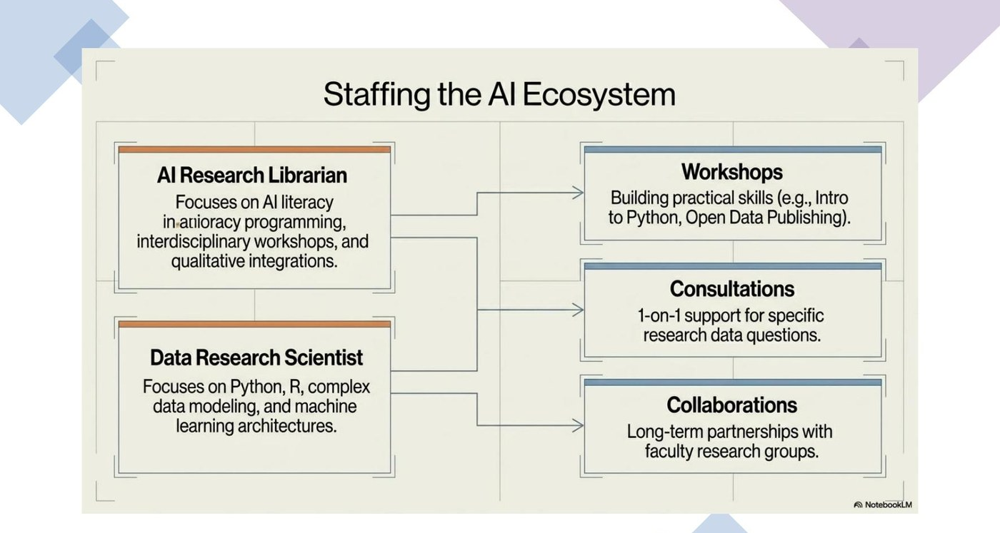 Staffing the AI Ecosystem
AI Research Librarian
Focuses on AI literacy
programming,
interdisciplinary workshops, and
qualitative integrations.
Data Research Scientist
Focuses on Python, R, complex
data modeling, and machine
learning architectures.
Workshops
Building practical skills (e.g., Intro
to Python, Open Data Publishing).
Consultations
1-on-1 support for specific
research data questions.
Collaborations
Long-term partnerships with
faculty research groups.
NotebookLM